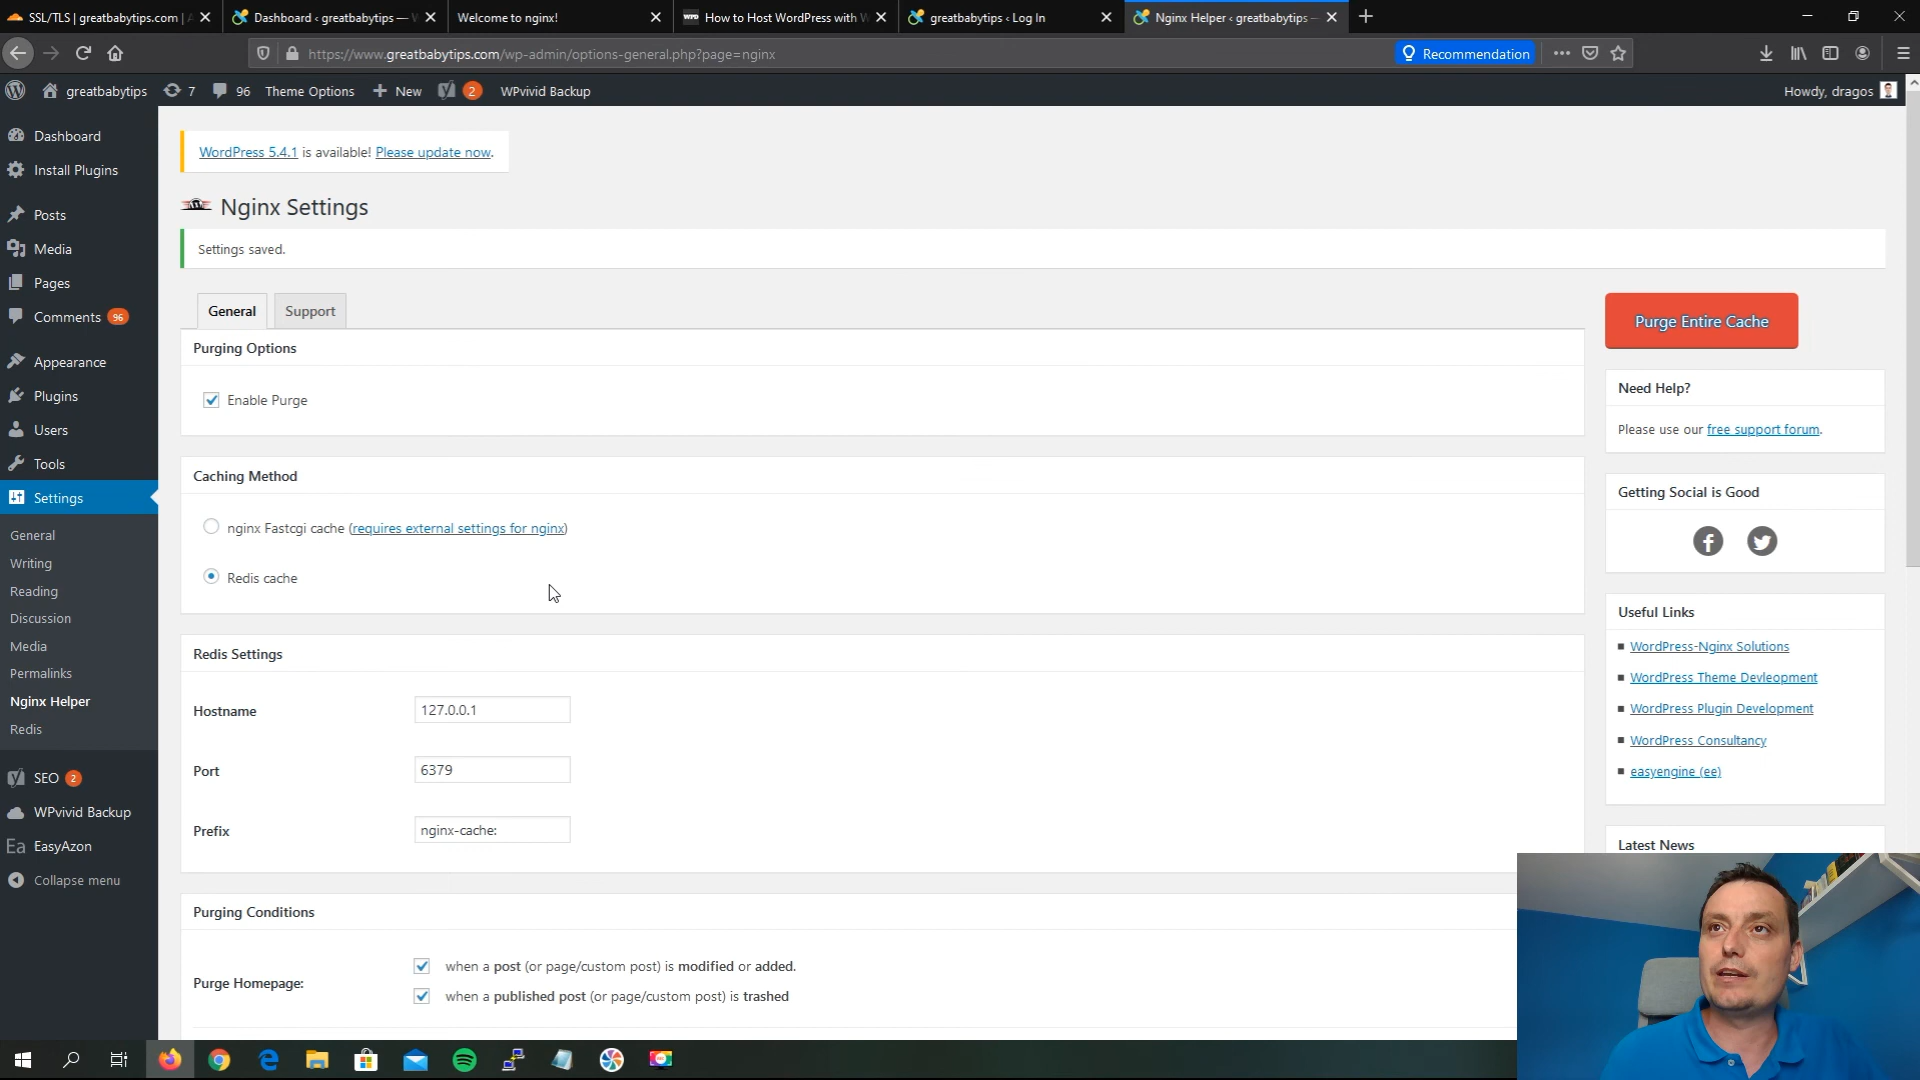 SSL/TLS | greatbabytips.com | A
Dashboard ‹ greatbabytips — W
Welcome to nginx!
WPD How to Host WordPress with W
greatbabytips ‹ Log In
Nginx Helper ‹ greatbabytips —
https://www.greatbabytips.com/wp-admin/options-general.php?page=nginx
Recommendation
greatbabytips 7 96 Theme Options New 2 WPvivid Backup
Howdy, dragos
Dashboard
Install Plugins
Posts
Media
Pages
Comments 96
Appearance
Plugins
Users
Tools
Settings
General
Writing
Reading
Discussion
Media
Permalinks
Nginx Helper
Redis
SEO 2
WPvivid Backup
Ea EasyAzon
Collapse menu
WordPress 5.4.1 is available! Please update now.
Nginx Settings
Settings saved.
General
Support
Purging Options
Enable Purge
Caching Method
nginx Fastcgi cache (requires external settings for nginx)
Redis cache
Redis Settings
Hostname 127.0.0.1
Port 6379
Prefix nginx-cache:
Purging Conditions
Purge Homepage:
when a post (or page/custom post) is modified or added.
when a published post (or page/custom post) is trashed
Purge Entire Cache
Need Help?
Please use our free support forum.
Getting Social is Good
Useful Links
WordPress-Nginx Solutions
WordPress Theme Devleopment
WordPress Plugin Development
WordPress Consultancy
easyengine (ee)
Latest News